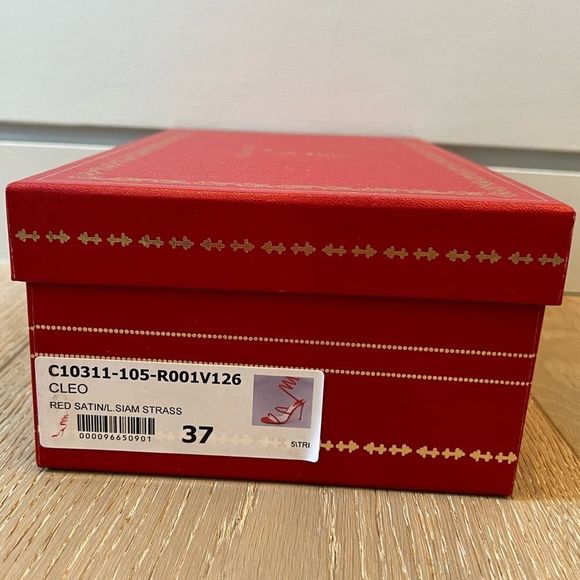 C10311-105-R001V126
CLEO
RED SATIN/L.SIAM STRASS
000096650901
37
5\TRI